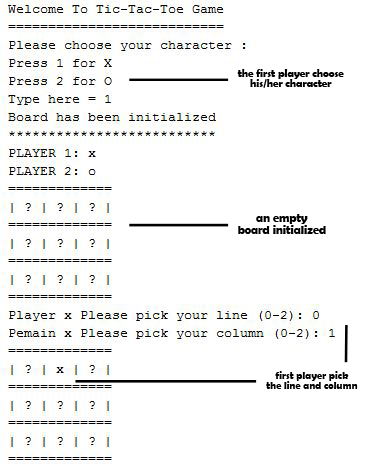 Welcome To Tic-Tac-Toe Game
===========================
Please choose your character :
Press 1 for X
Press 2 for O
the first player choose
his/her character
Type here = 1
Board has been initialized
**************************
PLAYER 1: x
PLAYER 2: o
=============
| ? | ? | ? |
=============
an empty
board initialized
| ? | ? | ? |
=============
| ? | ? | ? |
=============
Player x Please pick your line (0-2): 0
Pemain x Please pick your column (0-2): 1
=============
| ? | x | ? |
=============
first player pick
the line and column
| ? | ? | ? |
=============
| ? | ? | ? |
=============